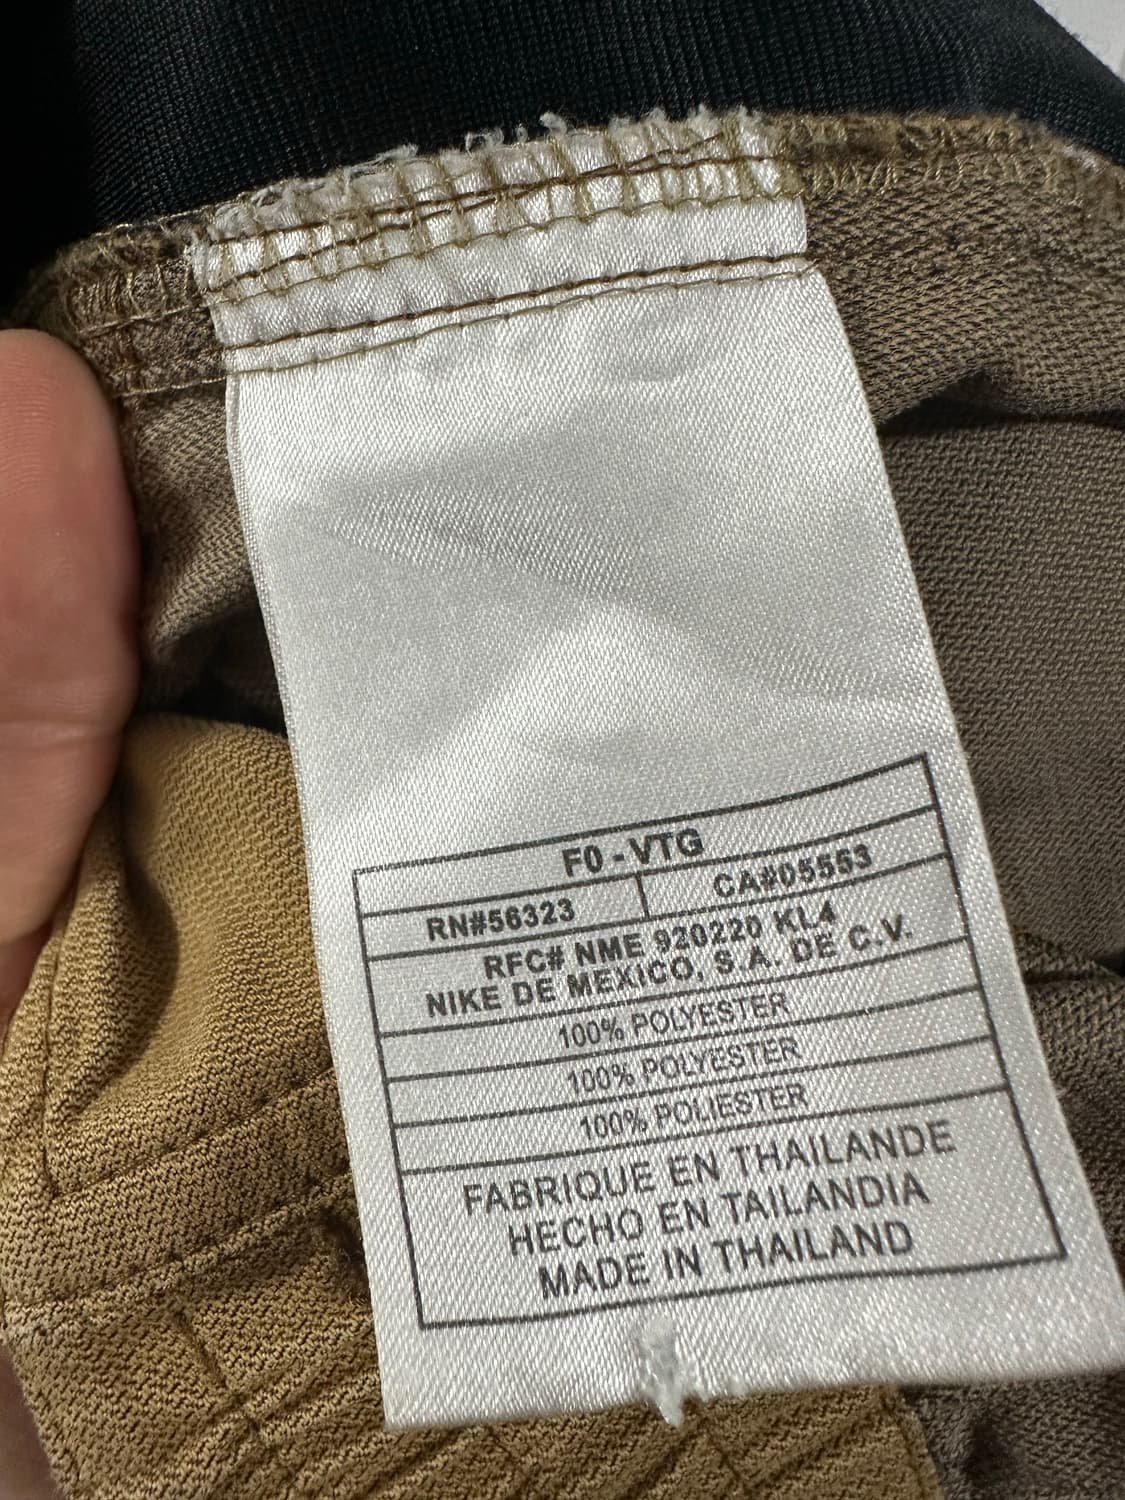 F0 - VTG
RN#56323 CA#05553
RFC# NME 920220 KL4
NIKE DE MEXICO, S.A. DE C.V.
100% POLYESTER
100% POLYESTER
100% POLIESTER
FABRIQUE EN THAILANDE
HECHO EN TAILANDIA
MADE IN THAILAND